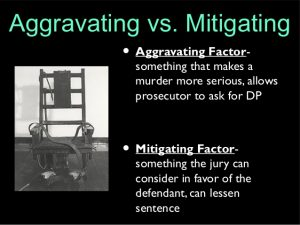 Aggravating vs. Mitigating
• Aggravating Factor-
something that makes a
murder more serious, allows
prosecutor to ask for DP
• Mitigating Factor-
something the jury can
consider in favor of the
defendant, can lessen
sentence